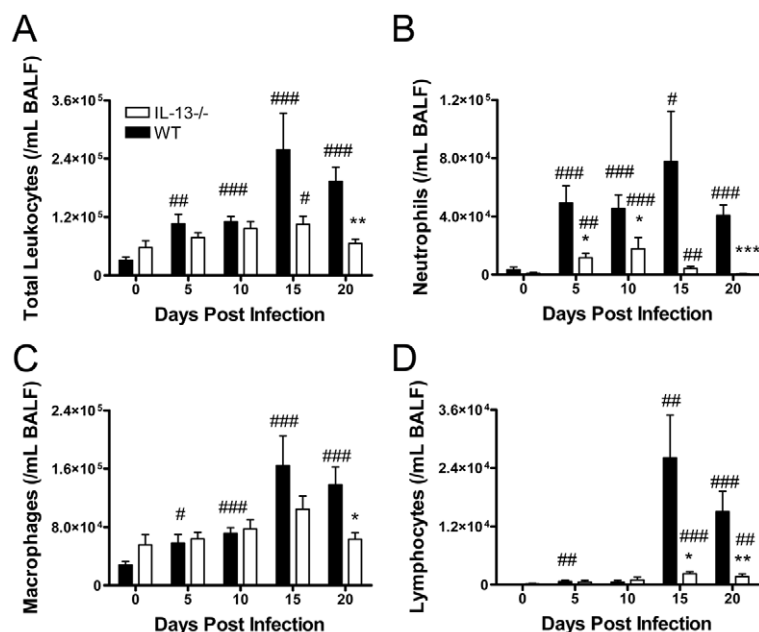 A
Total Leukocytes (/mL BALF)
3.6×10⁵
2.4×10⁵
1.2×10⁵
0
IL-13-/-
WT
##
###
###
#
###
**
0 5 10 15 20
Days Post Infection
B
Neutrophils (/mL BALF)
1.2×10⁵
8.0×10⁴
4.0×10⁴
0
###
##
*
###
###
*
#
##
###
***
0 5 10 15 20
Days Post Infection
C
Macrophages (/mL BALF)
2.4×10⁵
1.6×10⁵
8.0×10⁴
0
#
###
###
###
*
0 5 10 15 20
Days Post Infection
D
Lymphocytes (/mL BALF)
3.6×10⁴
2.4×10⁴
1.2×10⁴
0
##
##
###
*
###
##
**
0 5 10 15 20
Days Post Infection